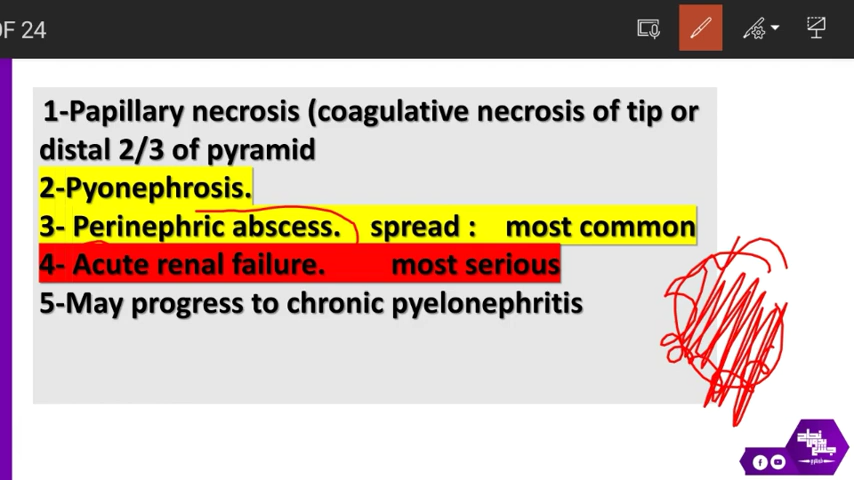 OF 24
1-Papillary necrosis (coagulative necrosis of tip or
distal 2/3 of pyramid
2-Pyonephrosis.
3- Perinephric abscess. spread : most common
4- Acute renal failure. most serious
5-May progress to chronic pyelonephritis